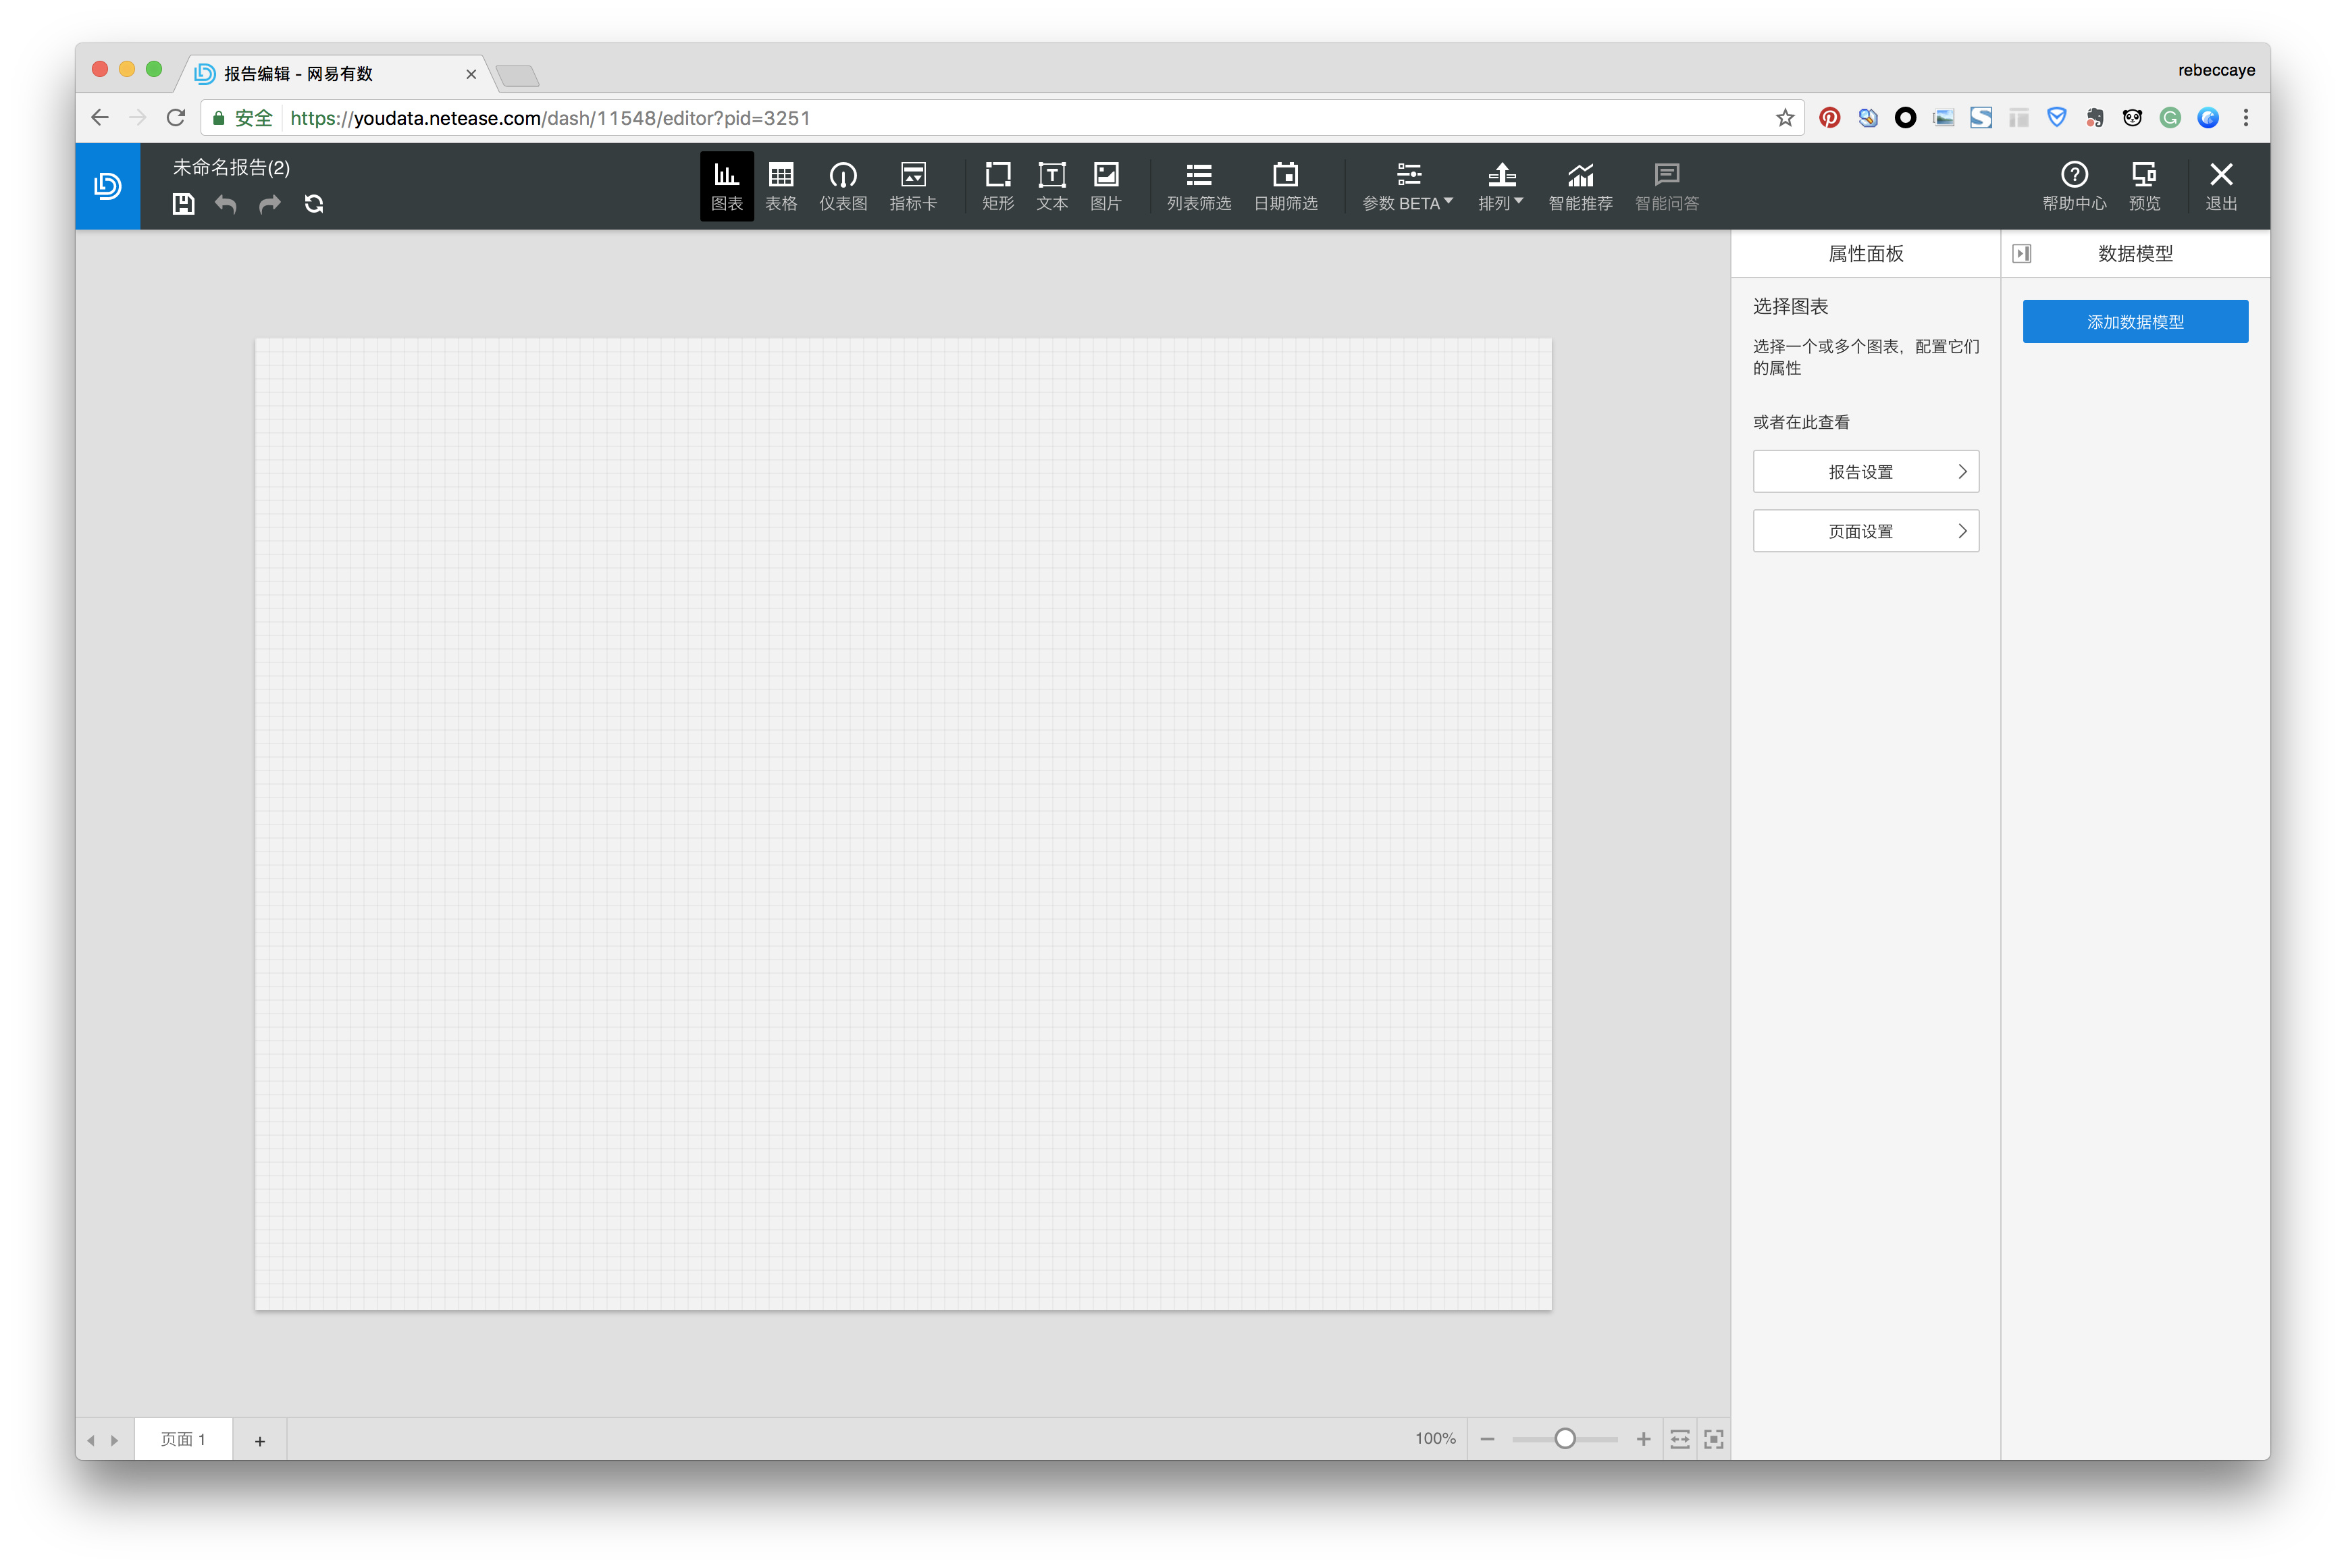 报告编辑 - 网易有数
rebeccaye
安全
https://youdata.netease.com/dash/11548/editor?pid=3251
未命名报告(2)
图表
表格
仪表图
指标卡
矩形
文本
图片
列表筛选
日期筛选
参数 BETA
排列
智能推荐
智能问答
帮助中心
预览
退出
属性面板
数据模型
选择图表
选择一个或多个图表，配置它们
的属性
或者在此查看
报告设置
页面设置
添加数据模型
页面 1
+
100%